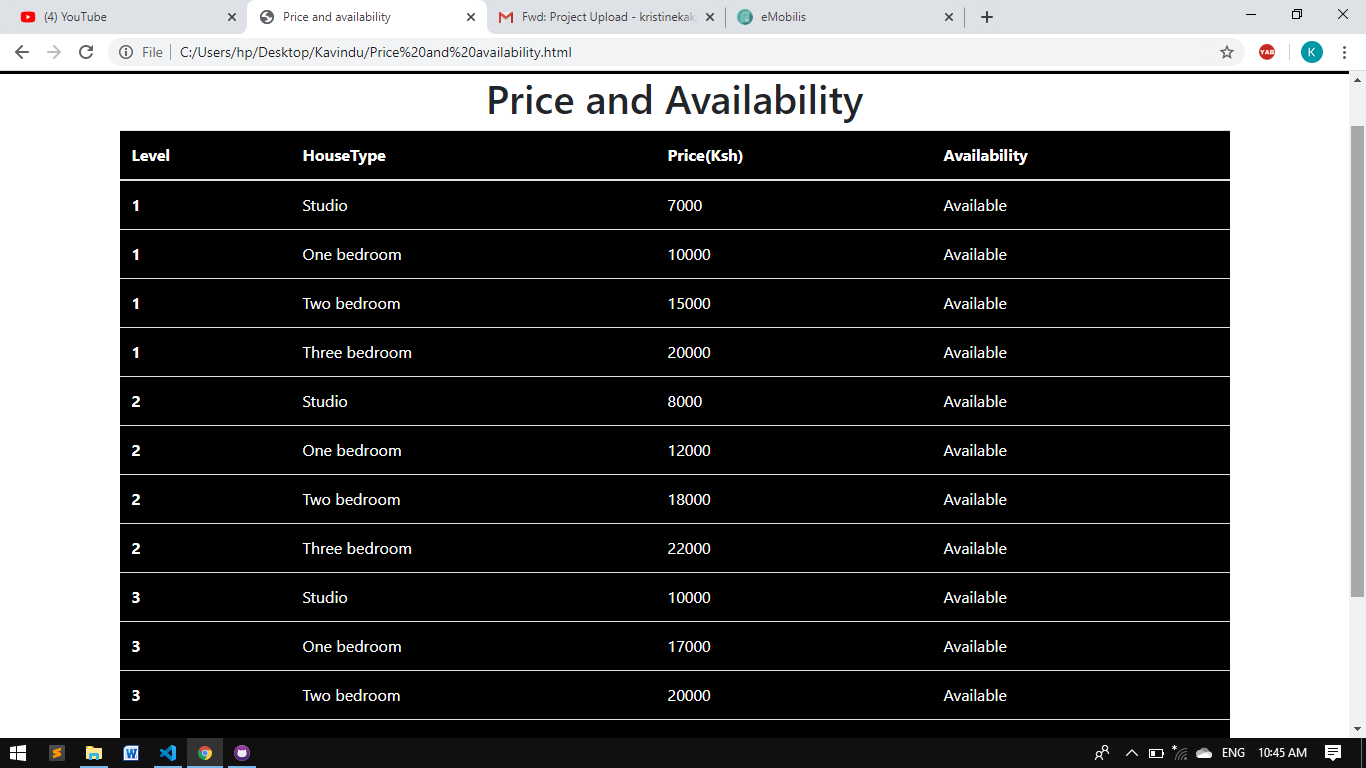 (4) YouTube
Price and availability
Fwd: Project Upload - kristinekak
eMobilis
File C:/Users/hp/Desktop/Kavindu/Price%20and%20availability.html
YAB
K
Price and Availability
Level HouseType Price(Ksh) Availability
1 Studio 7000 Available
1 One bedroom 10000 Available
1 Two bedroom 15000 Available
1 Three bedroom 20000 Available
2 Studio 8000 Available
2 One bedroom 12000 Available
2 Two bedroom 18000 Available
2 Three bedroom 22000 Available
3 Studio 10000 Available
3 One bedroom 17000 Available
3 Two bedroom 20000 Available
ENG 10:45 AM